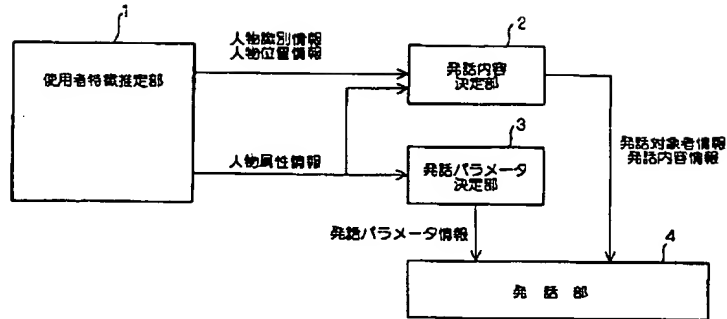 1
使用者特徴推定部
人物識別情報
人物位置情報
2
発話内容
決定部
人物属性情報
3
発話パラメータ
決定部
発話対象者情報
発話内容情報
発話パラメータ情報
4
発話部